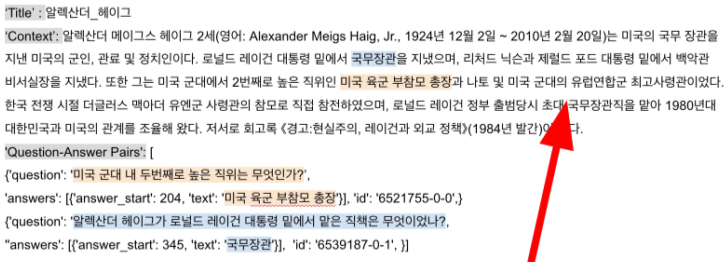 'Title' : 알렉산더_헤이그
'Context': 알렉산더 메이그스 헤이그 2세(영어: Alexander Meigs Haig, Jr., 1924년 12월 2일 ~ 2010년 2월 20일)는 미국의 국무 장관을
지낸 미국의 군인, 관료 및 정치인이다. 로널드 레이건 대통령 밑에서 국무장관을 지냈으며, 리처드 닉슨과 제럴드 포드 대통령 밑에서 백악관
비서실장을 지냈다. 또한 그는 미국 군대에서 2번째로 높은 직위인 미국 육군 부참모 총장과 나토 및 미국 군대의 유럽연합군 최고사령관이었다.
한국 전쟁 시절 더글러스 맥아더 유엔군 사령관의 참모로 직접 참전하였으며, 로널드 레이건 정부 출범당시 초대 국무장관직을 맡아 1980년대
대한민국과 미국의 관계를 조율해 왔다. 저서로 회고록 《경고:현실주의, 레이건과 외교 정책》(1984년 발간)이 다.
'Question-Answer Pairs': [
{'question': '미국 군대 내 두번째로 높은 직위는 무엇인가?',
'answers': [{'answer_start': 204, 'text': '미국 육군 부참모 총장'}], 'id': '6521755-0-0',}
{'question': '알렉산더 헤이그가 로널드 레이건 대통령 밑에서 맡은 직책은 무엇이었나?,
"answers': [{'answer_start': 345, 'text': '국무장관'}], 'id': '6539187-0-1', }]